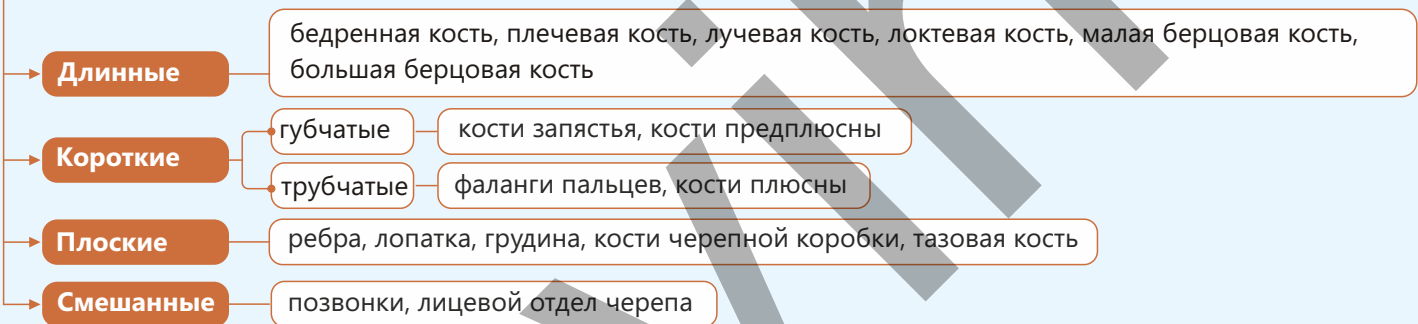 Длинные
бедренная кость, плечевая кость, лучевая кость, локтевая кость, малая берцовая кость,
большая берцовая кость
Короткие
губчатые
кости запястья, кости предплюсны
трубчатые
фаланги пальцев, кости плюсны
Плоские
ребра, лопатка, грудина, кости черепной коробки, тазовая кость
Смешанные
позвонки, лицевой отдел черепа